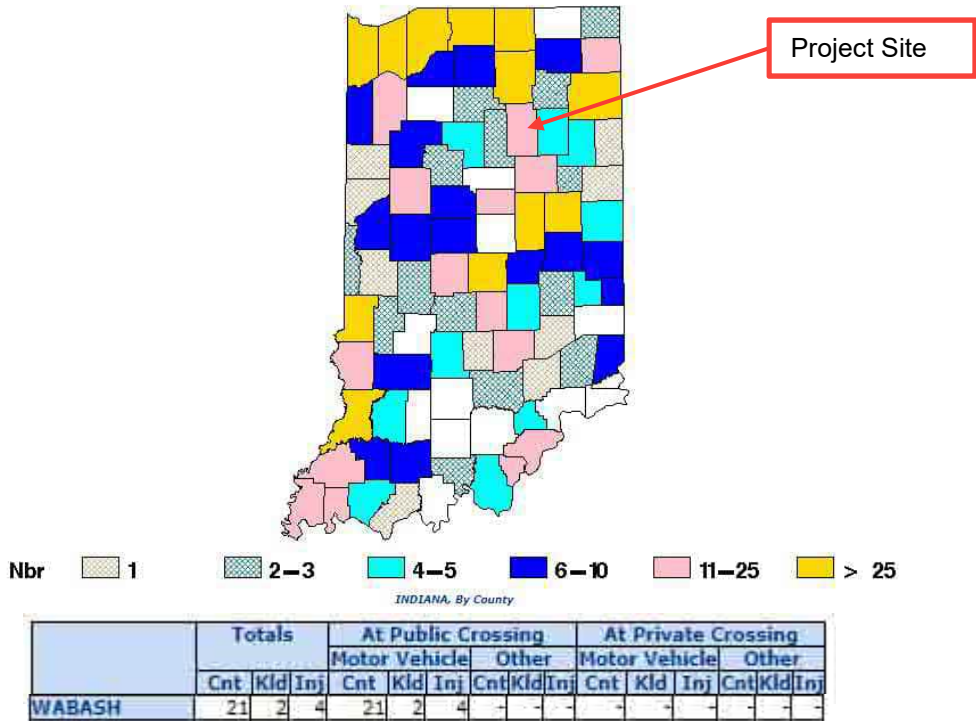 Project Site
Nbr 1 2-3 4-5 6-10 11-25 > 25
INDIANA, By County
Totals At Public Crossing At Private Crossing
Motor Vehicle Other Motor Vehicle Other
Cnt Kld Inj Cnt Kld Inj Cnt Kld Inj Cnt Kld Inj Cnt Kld Inj
WABASH 21 2 4 21 2 4 - - - - - - - - -